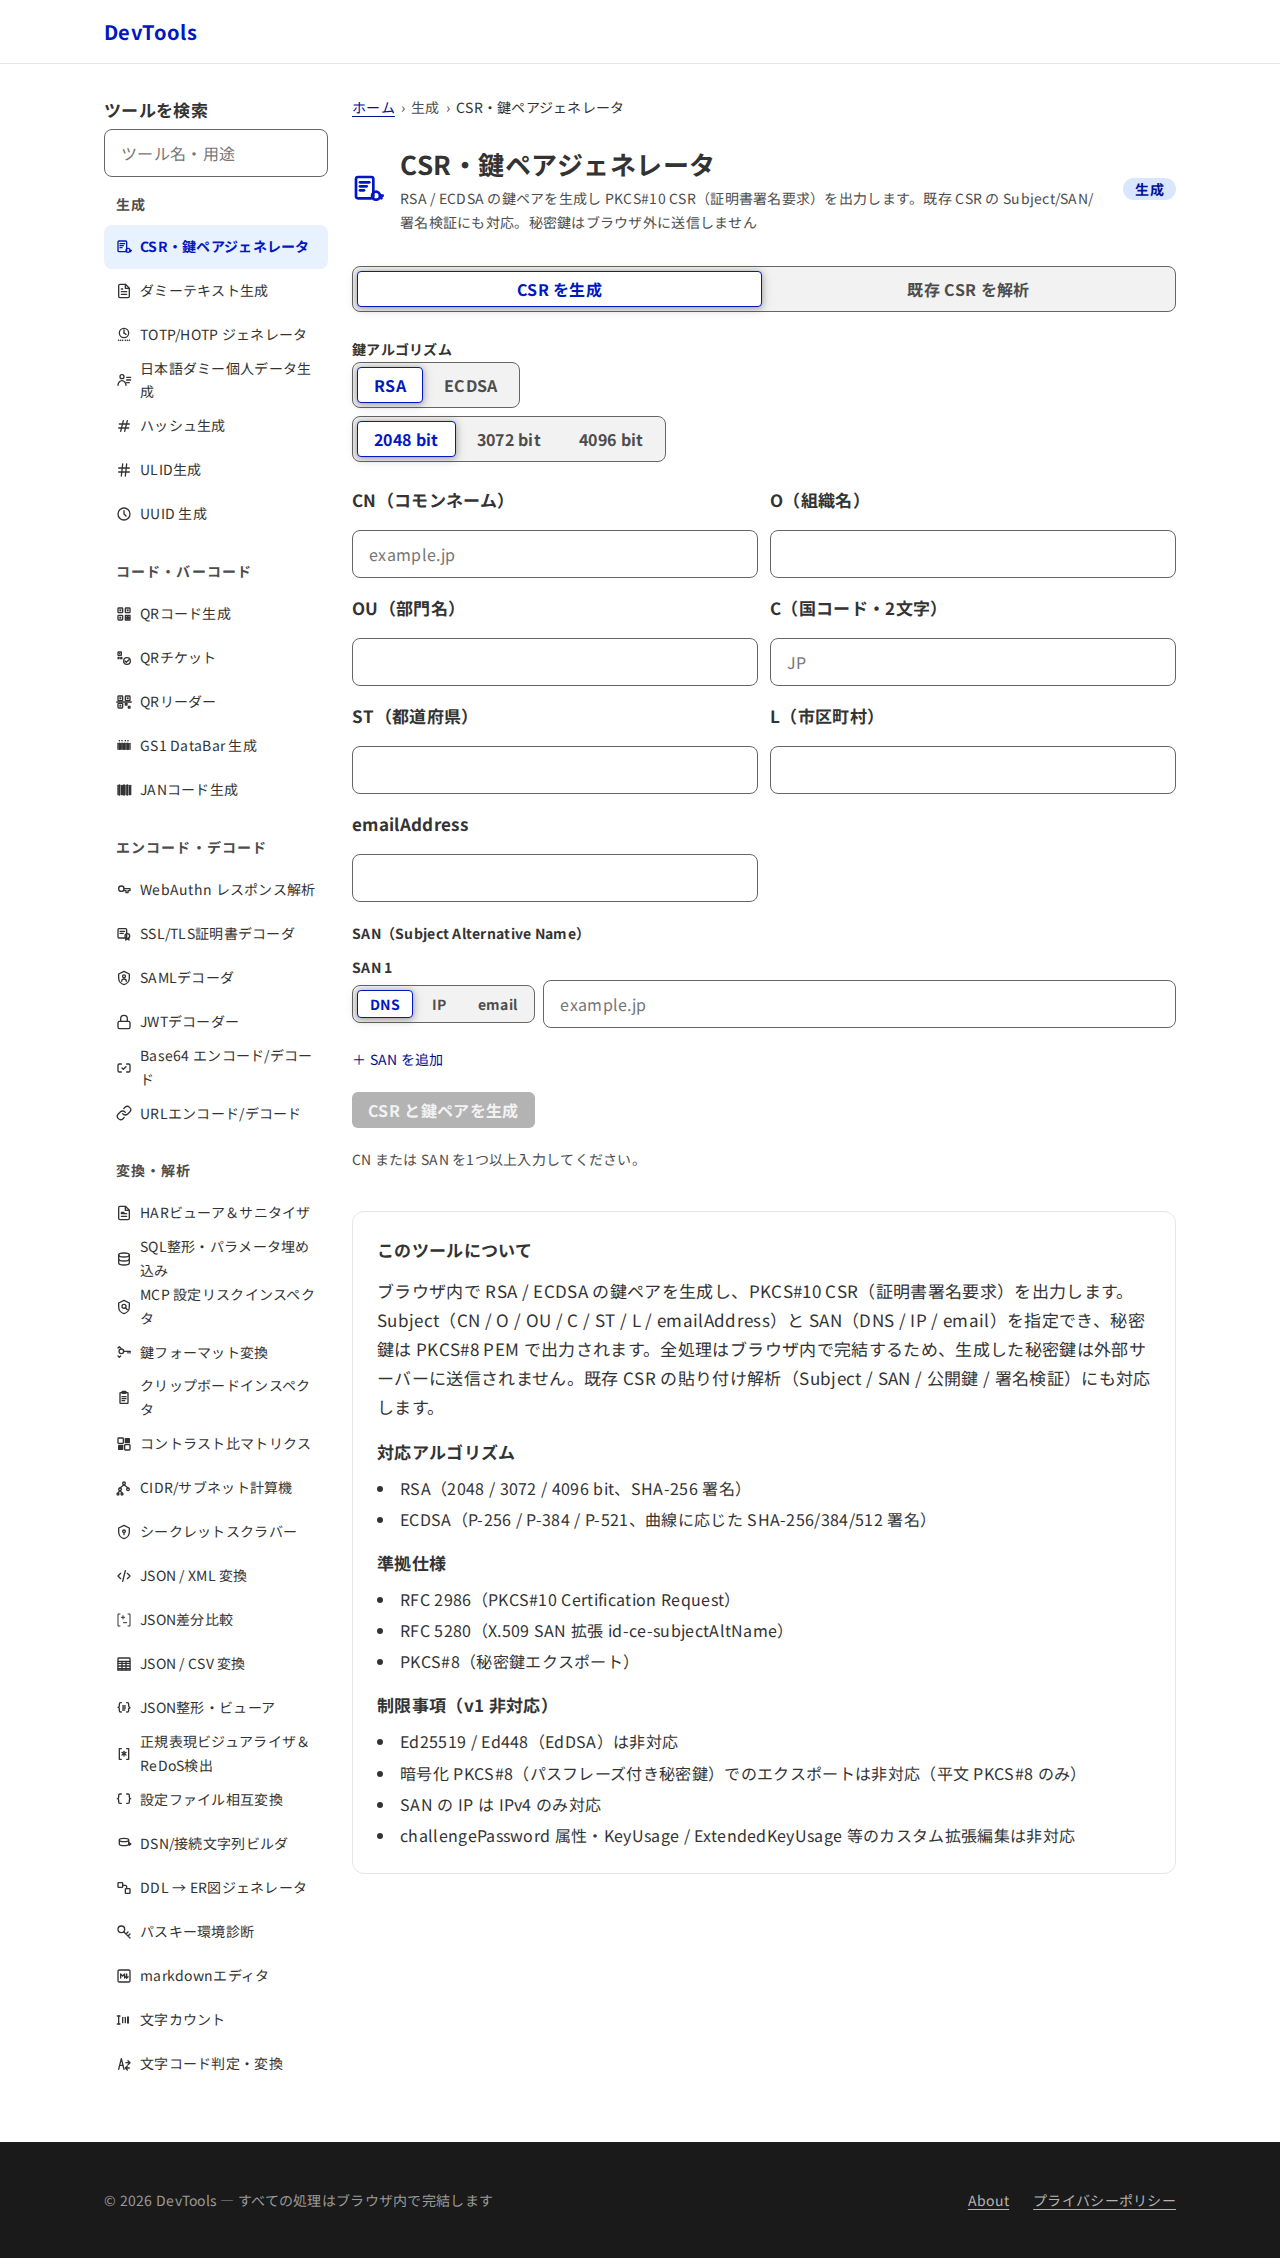 DevTools
ツールを検索
ツール名・用途
生成
CSR・鍵ペアジェネレータ
ダミーテキスト生成
TOTP/HOTP ジェネレータ
日本語ダミー個人データ生
成
ハッシュ生成
ULID生成
UUID 生成
コード・バーコード
QRコード生成
QRチケット
QRリーダー
GS1 DataBar 生成
JANコード生成
エンコード・デコード
WebAuthn レスポンス解析
SSL/TLS証明書デコーダ
SAMLデコーダ
JWTデコーダー
Base64 エンコード/デコー
ド
URLエンコード/デコード
変換・解析
HARビューア＆サニタイザ
SQL整形・パラメータ埋め
込み
MCP 設定リスクインスペク
タ
鍵フォーマット変換
クリップボードインスペク
タ
コントラスト比マトリクス
CIDR/サブネット計算機
シークレットスクラバー
JSON / XML 変換
JSON差分比較
JSON / CSV 変換
JSON整形・ビューア
正規表現ビジュアライザ＆
ReDoS検出
設定ファイル相互変換
DSN/接続文字列ビルダ
DDL → ER図ジェネレータ
パスキー環境診断
markdownエディタ
文字カウント
文字コード判定・変換
ホーム › 生成 › CSR・鍵ペアジェネレータ
CSR・鍵ペアジェネレータ
RSA / ECDSA の鍵ペアを生成し PKCS#10 CSR（証明書署名要求）を出力します。既存 CSR の Subject/SAN/
署名検証にも対応。秘密鍵はブラウザ外に送信しません
生成
CSR を生成
既存 CSR を解析
鍵アルゴリズム
RSA ECDSA
2048 bit 3072 bit 4096 bit
CN（コモンネーム）
O（組織名）
example.jp
OU（部門名）
C（国コード・2文字）
JP
ST（都道府県）
L（市区町村）
emailAddress
SAN（Subject Alternative Name）
SAN 1
DNS IP email example.jp
＋ SAN を追加
CSR と鍵ペアを生成
CN または SAN を1つ以上入力してください。
このツールについて
ブラウザ内で RSA / ECDSA の鍵ペアを生成し、PKCS#10 CSR（証明書署名要求）を出力します。
Subject（CN / O / OU / C / ST / L / emailAddress）と SAN（DNS / IP / email）を指定でき、秘密
鍵は PKCS#8 PEM で出力されます。全処理はブラウザ内で完結するため、生成した秘密鍵は外部サ
ーバーに送信されません。既存 CSR の貼り付け解析（Subject / SAN / 公開鍵 / 署名検証）にも対応
します。
対応アルゴリズム
• RSA（2048 / 3072 / 4096 bit、SHA-256 署名）
• ECDSA（P-256 / P-384 / P-521、曲線に応じた SHA-256/384/512 署名）
準拠仕様
• RFC 2986（PKCS#10 Certification Request）
• RFC 5280（X.509 SAN 拡張 id-ce-subjectAltName）
• PKCS#8（秘密鍵エクスポート）
制限事項（v1 非対応）
• Ed25519 / Ed448（EdDSA）は非対応
• 暗号化 PKCS#8（パスフレーズ付き秘密鍵）でのエクスポートは非対応（平文 PKCS#8 のみ）
• SAN の IP は IPv4 のみ対応
• challengePassword 属性・KeyUsage / ExtendedKeyUsage 等のカスタム拡張編集は非対応
© 2026 DevTools — すべての処理はブラウザ内で完結します
About プライバシーポリシー